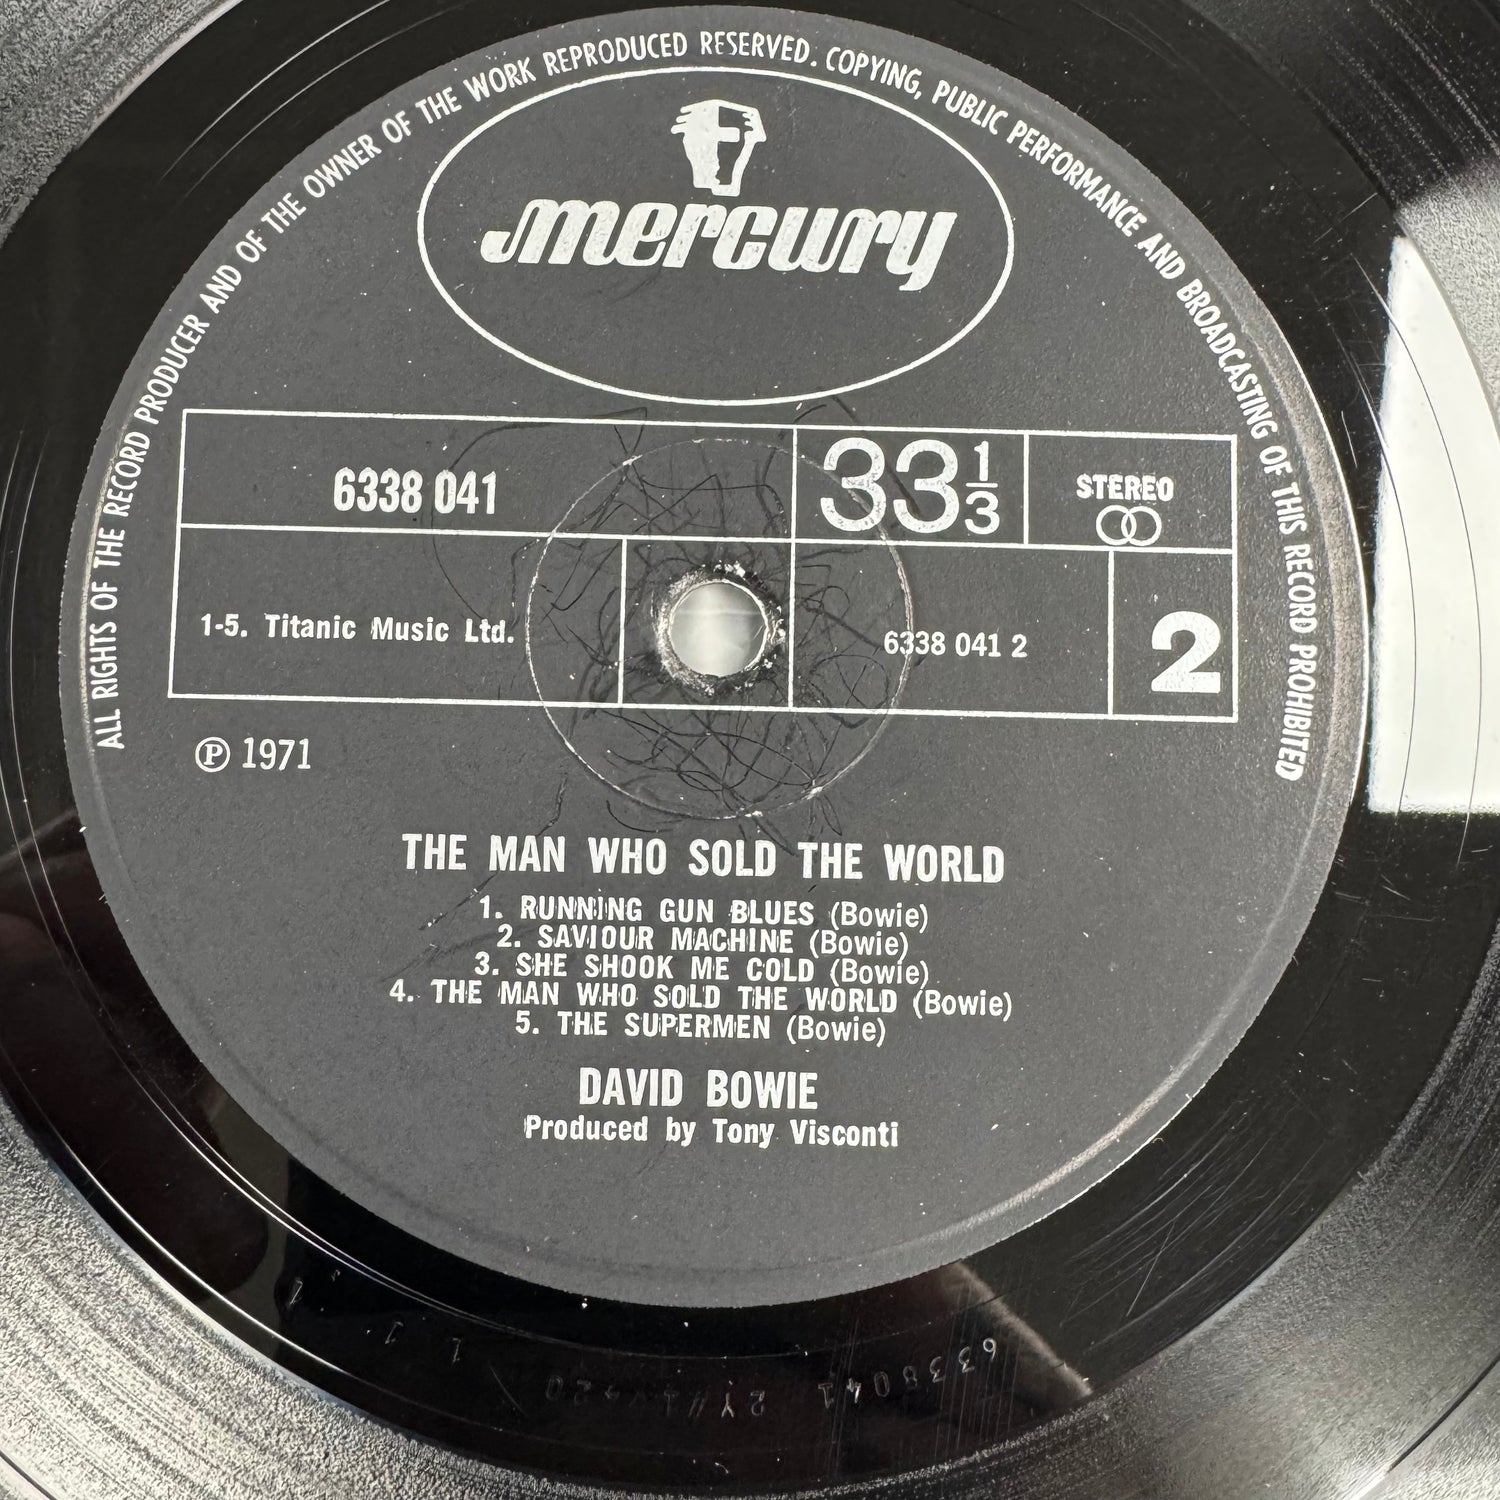 ALL RIGHTS OF THE RECORD PRODUCER AND OF THE OWNER OF THE WORK REPRODUCED RESERVED. COPYING, PUBLIC PERFORMANCE AND BROADCASTING OF THIS RECORD PROHIBITED
mercury
6338 041
33 1/3
STEREO
1-5. Titanic Music Ltd.
6338 041 2
2
Ⓟ 1971
THE MAN WHO SOLD THE WORLD
1. RUNNING GUN BLUES (Bowie)
2. SAVIOUR MACHINE (Bowie)
3. SHE SHOOK ME COLD (Bowie)
4. THE MAN WHO SOLD THE WORLD (Bowie)
5. THE SUPERMEN (Bowie)
DAVID BOWIE
Produced by Tony Visconti
6338041